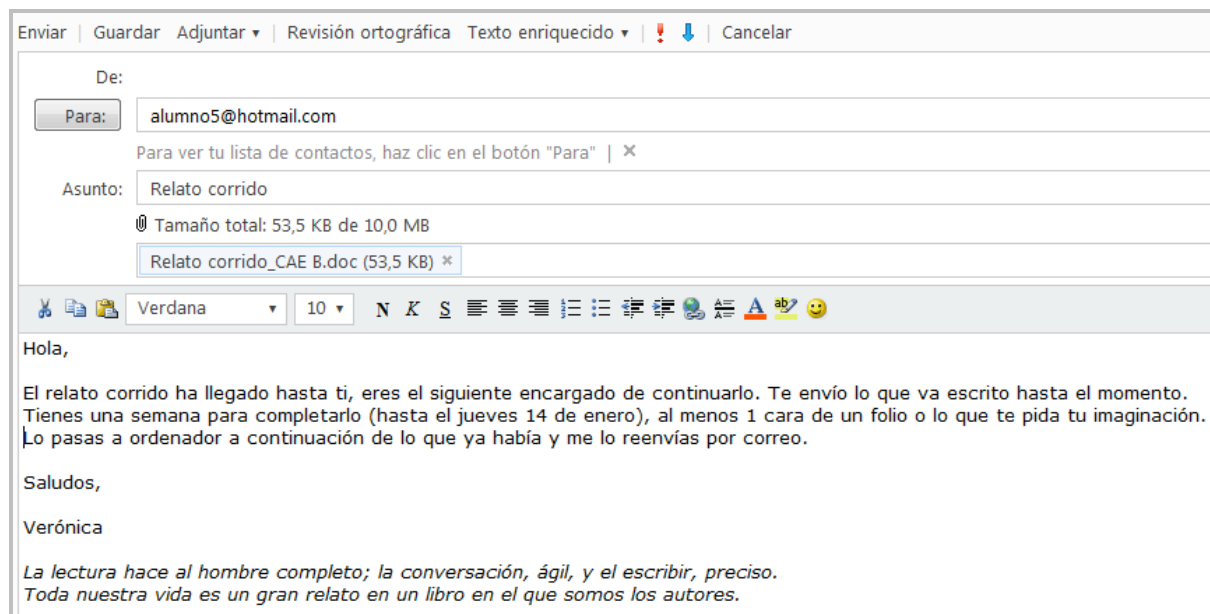 Enviar | Guardar Adjuntar ▾ | Revisión ortográfica Texto enriquecido ▾ | Cancelar
De:
Para: alumno5@hotmail.com
Para ver tu lista de contactos, haz clic en el botón "Para" | ×
Asunto: Relato corrido
Tamaño total: 53,5 KB de 10,0 MB
Relato corrido_CAE B.doc (53,5 KB) ×
Verdana ▾ 10 ▾ N K S
Hola,
El relato corrido ha llegado hasta ti, eres el siguiente encargado de continuarlo. Te envío lo que va escrito hasta el momento.
Tienes una semana para completarlo (hasta el jueves 14 de enero), al menos 1 cara de un folio o lo que te pida tu imaginación.
Lo pasas a ordenador a continuación de lo que ya había y me lo reenvías por correo.
Saludos,
Verónica
La lectura hace al hombre completo; la conversación, ágil, y el escribir, preciso.
Toda nuestra vida es un gran relato en un libro en el que somos los autores.